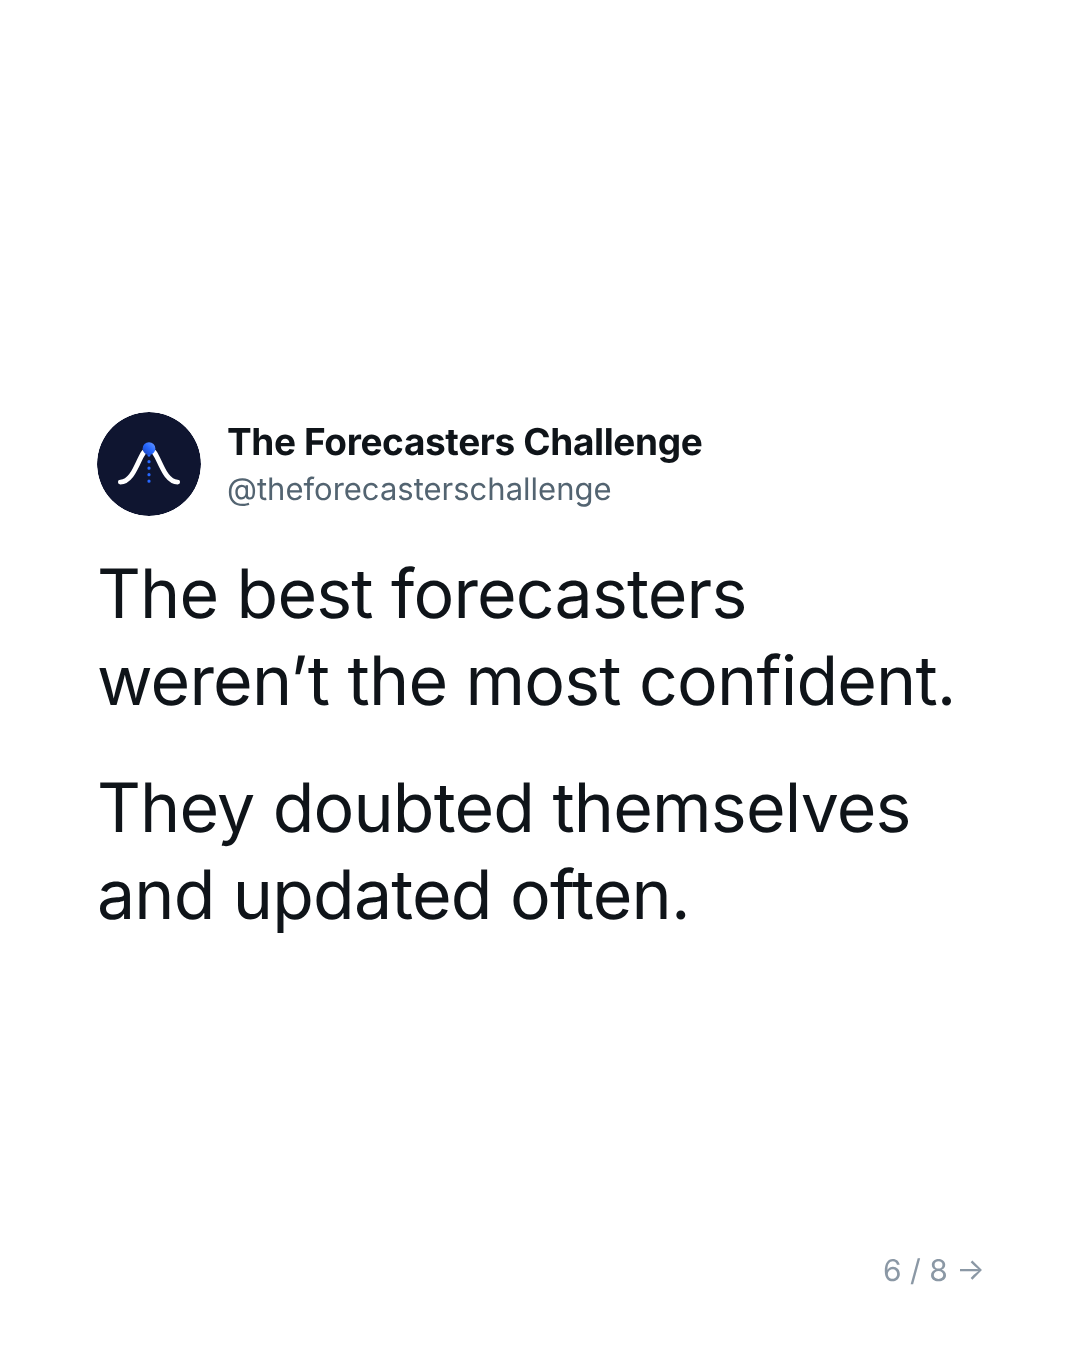 The Forecasters Challenge
@theforecasterschallenge
The best forecasters
weren’t the most confident.
They doubted themselves
and updated often.
6 / 8 →